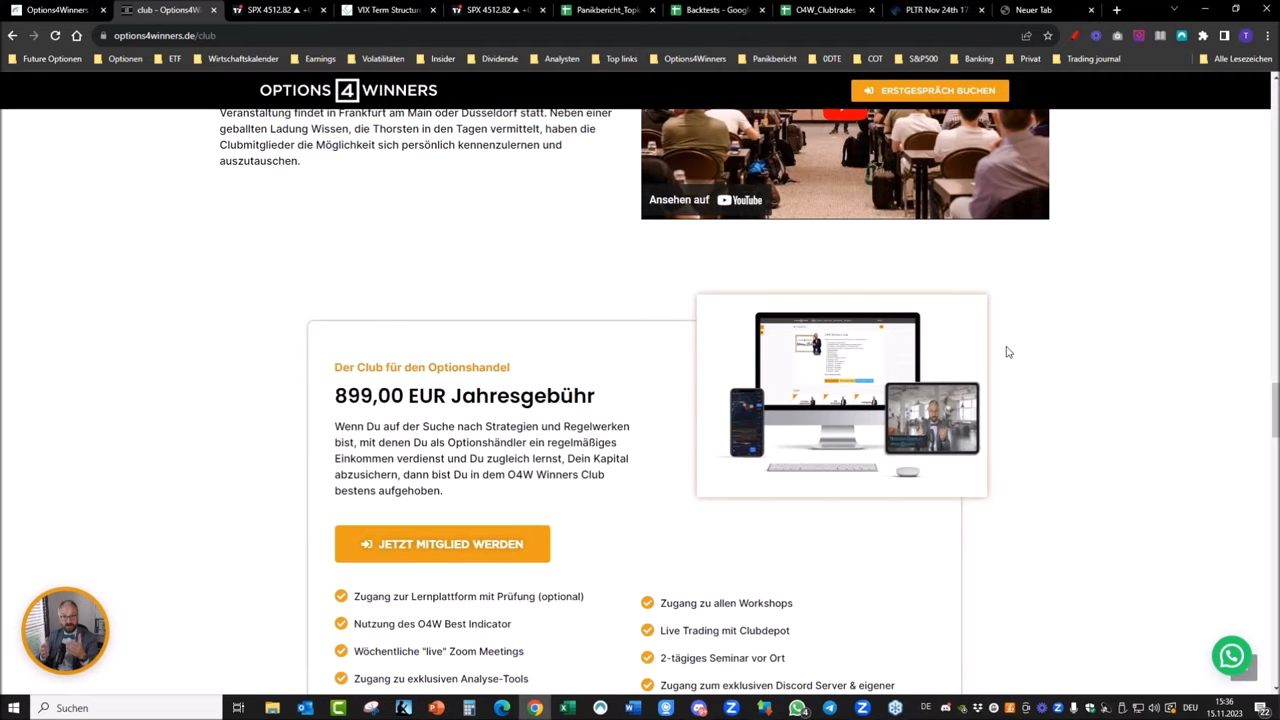 Options4Winners
club - Options4W
SPX 4512.82 ▲ +0
VIX Term Structure
SPX 4512.82 ▲ +0
Panikbericht_Topk
Backtests - Google
O4W_Clubtrades
PLTR Nov 24th 17.
Neuer Tab
options4winners.de/club
Future Optionen
Optionen
ETF
Wirtschaftskalender
Earnings
Volatilitäten
Insider
Dividende
Analysten
Top links
Options4Winners
Panikbericht
0DTE
COT
S&P500
Banking
Privat
Trading journal
Alle Lesezeichen
OPTIONS 4 WINNERS
ERSTGESPRÄCH BUCHEN
Veranstaltung findet in Frankfurt am Main oder Düsseldorf statt. Neben einer
geballten Ladung Wissen, die Thorsten in den Tagen vermittelt, haben die
Clubmitglieder die Möglichkeit sich persönlich kennenzulernen und
auszutauschen.
Ansehen auf YouTube
Der Club für den Optionshandel
899,00 EUR Jahresgebühr
Wenn Du auf der Suche nach Strategien und Regelwerken
bist, mit denen Du als Optionshändler ein regelmäßiges
Einkommen verdienst und Du zugleich lernst, Dein Kapital
abzusichern, dann bist Du in dem O4W Winners Club
bestens aufgehoben.
JETZT MITGLIED WERDEN
Zugang zur Lernplattform mit Prüfung (optional)
Nutzung des O4W Best Indicator
Wöchentliche "live" Zoom Meetings
Zugang zu exklusiven Analyse-Tools
Zugang zu allen Workshops
Live Trading mit Clubdepot
2-tägiges Seminar vor Ort
Zugang zum exklusiven Discord Server & eigener
Suchen
DE
15:36
15.11.2023
22